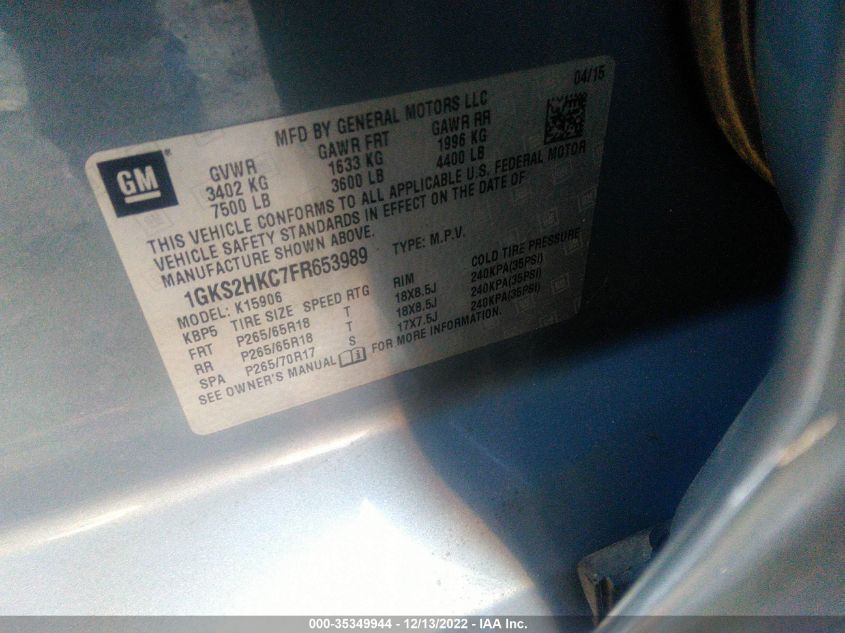 04/15
MFD BY GENERAL MOTORS LLC
GM®
GVWR GAWR FRT GAWR RR
3402 KG 1633 KG 1996 KG
7500 LB 3600 LB 4400 LB
THIS VEHICLE CONFORMS TO ALL APPLICABLE U.S. FEDERAL MOTOR
VEHICLE SAFETY STANDARDS IN EFFECT ON THE DATE OF
MANUFACTURE SHOWN ABOVE.
1GKS2HKC7FR653989 TYPE: M.P.V.
MODEL: K15906
KBP5 TIRE SIZE SPEED RTG RIM COLD TIRE PRESSURE
FRT P265/65R18 T 18X8.5J 240KPA(35PSI)
RR P265/65R18 T 18X8.5J 240KPA(35PSI)
SPA P265/70R17 S 17X7.5J 240KPA(35PSI)
SEE OWNER'S MANUAL FOR MORE INFORMATION.
000-35349944 - 12/13/2022 - IAA Inc.